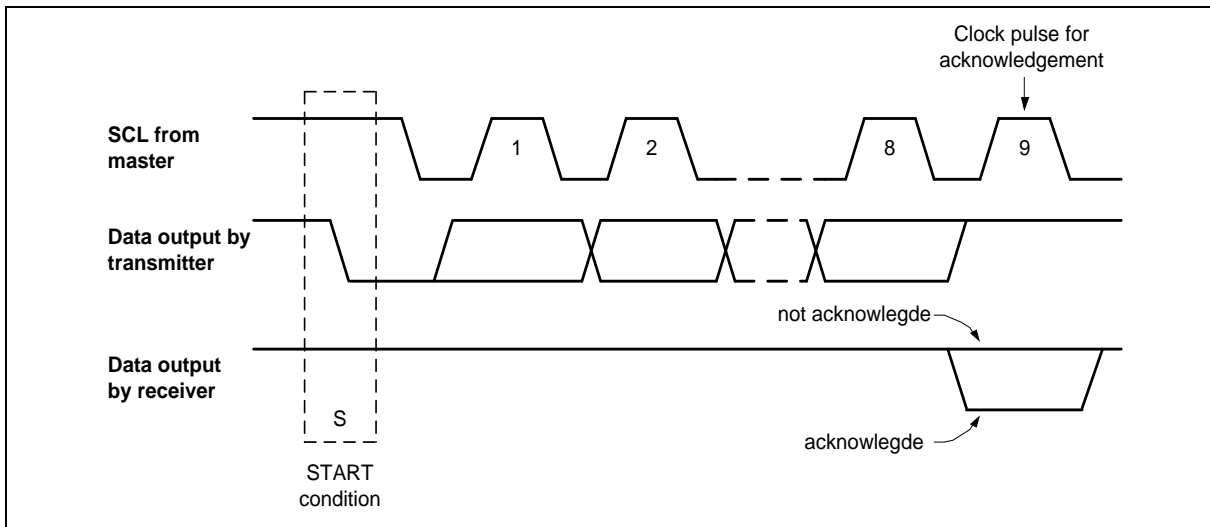 Clock pulse for
acknowledgement
SCL from
master
1
2
8
9
Data output by
transmitter
not acknowlegde
Data output
by receiver
S
acknowlegde
START
condition